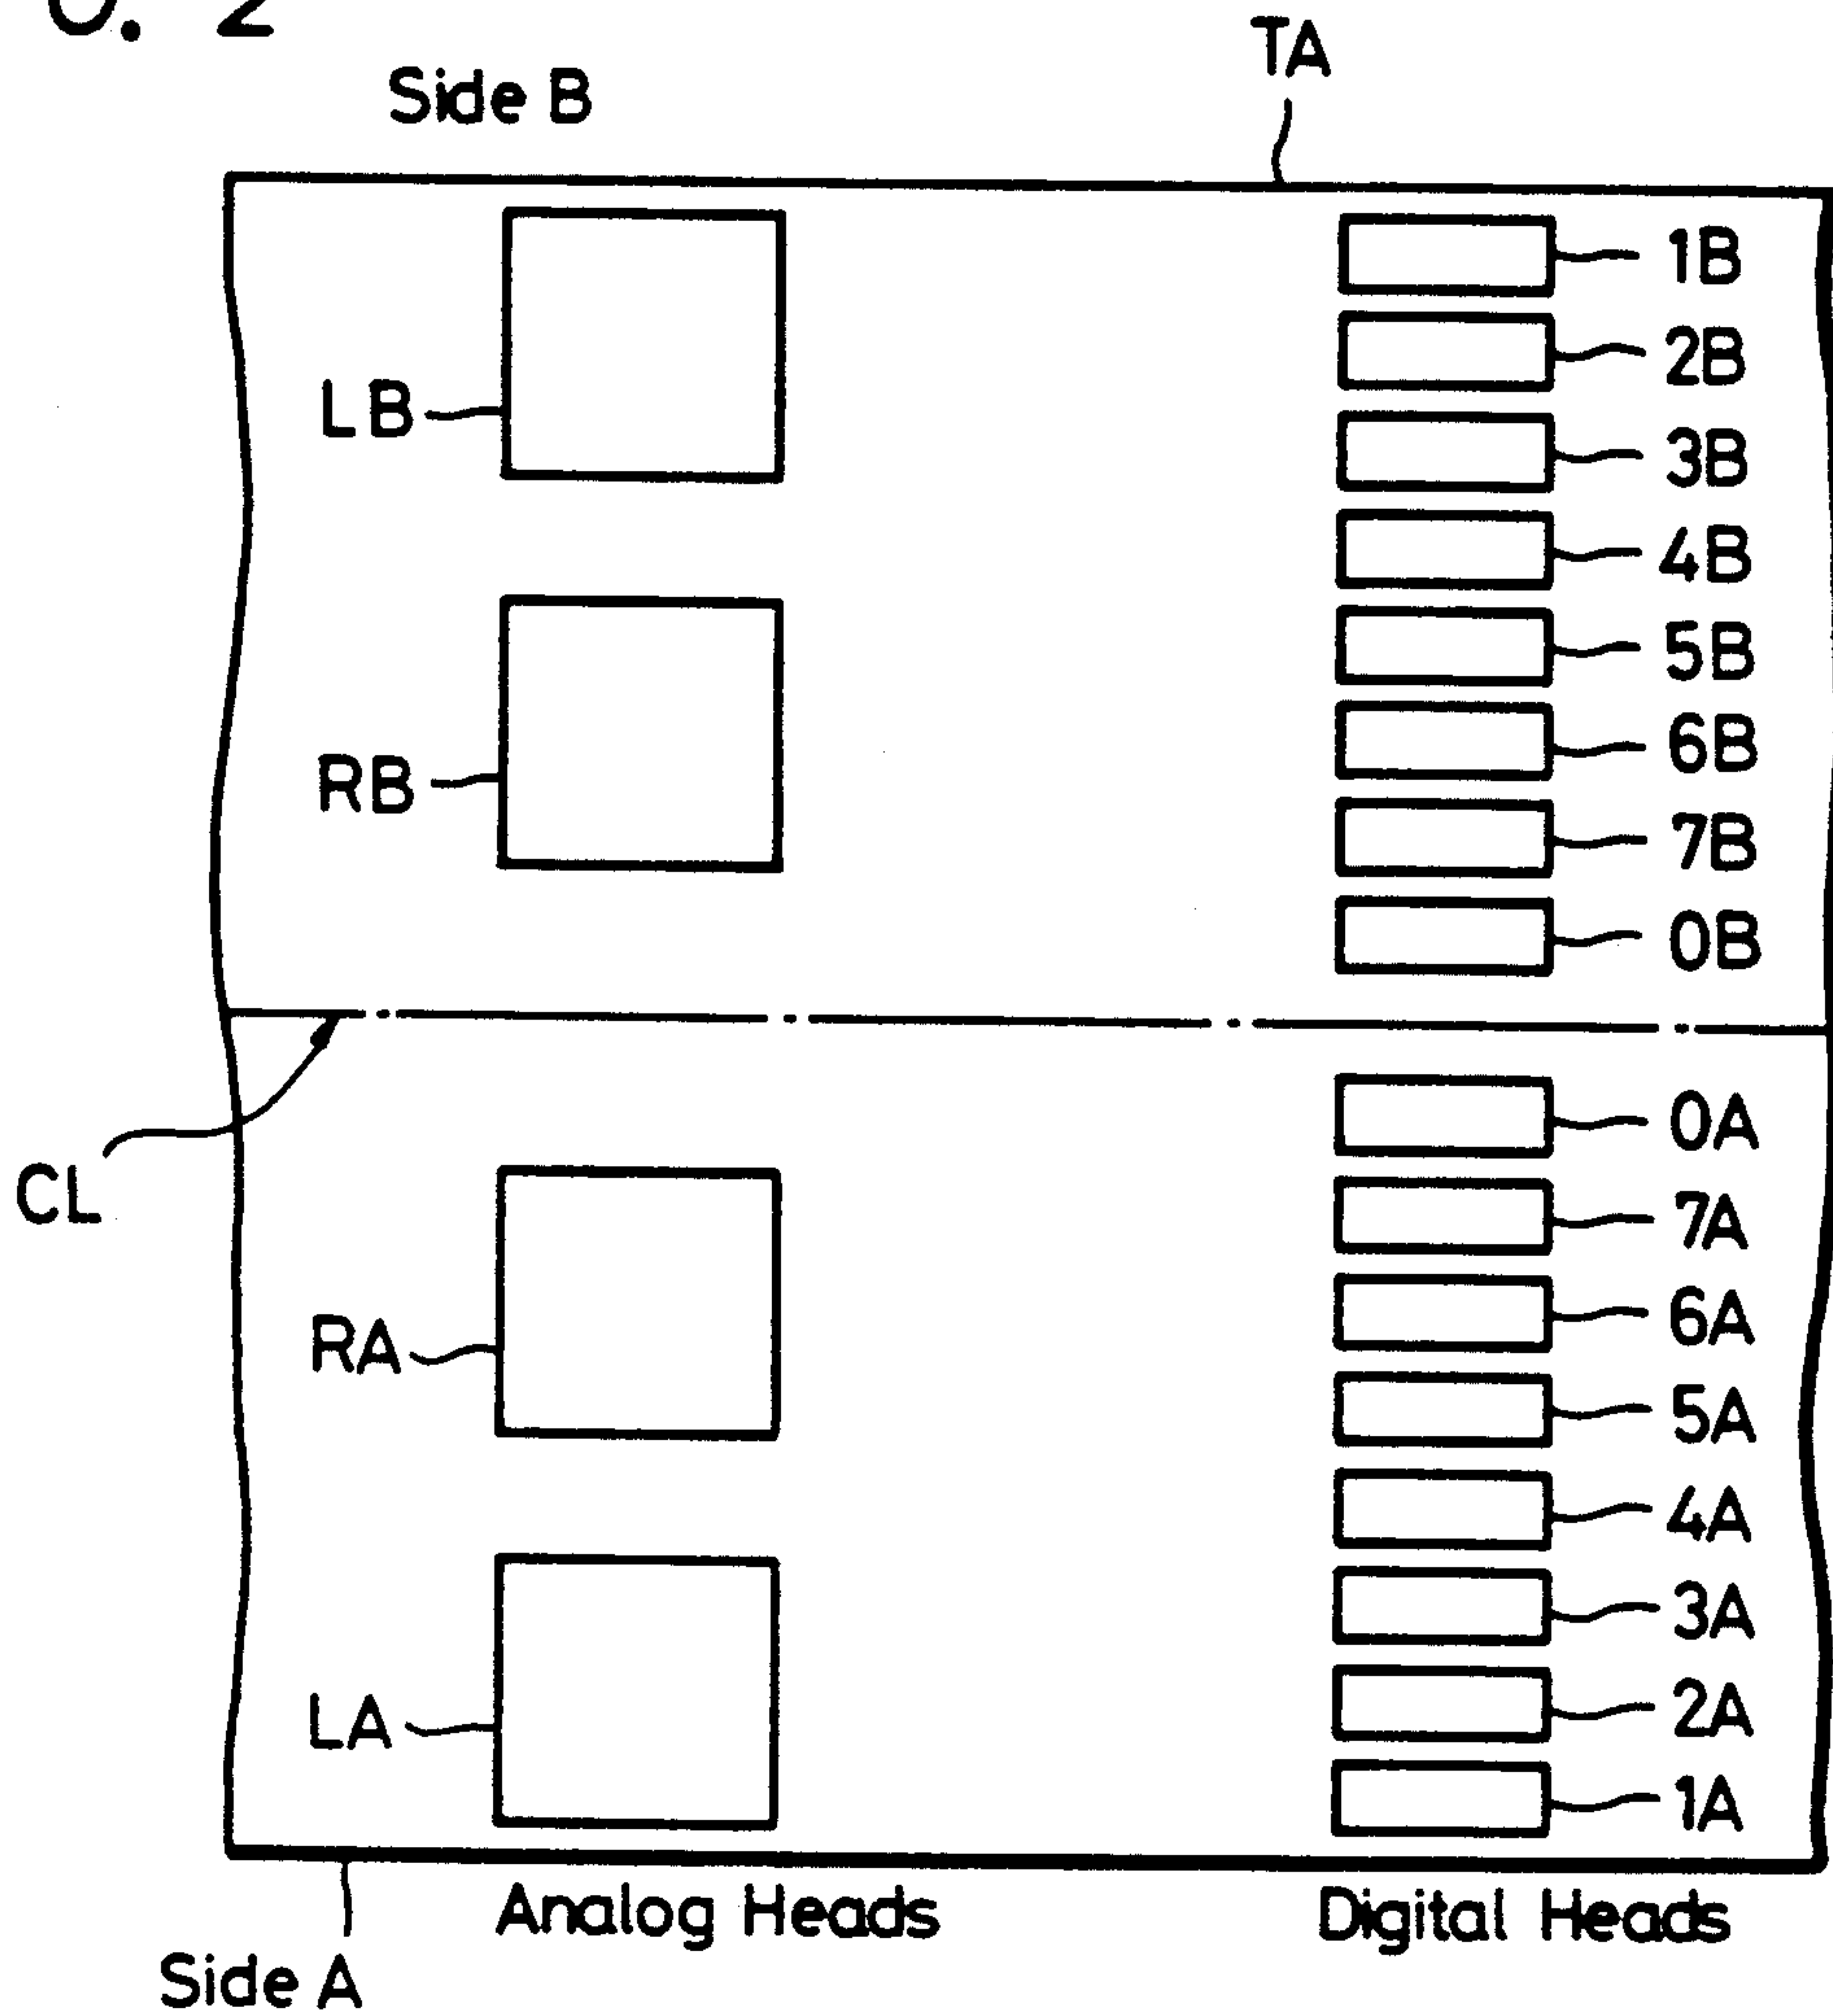 G. 2
Side B
TA
1B
2B
LB
3B
4B
5B
6B
RB
7B
0B
0A
CL
7A
6A
RA
5A
4A
3A
LA
2A
1A
Analog Heads
Digital Heads
Side A